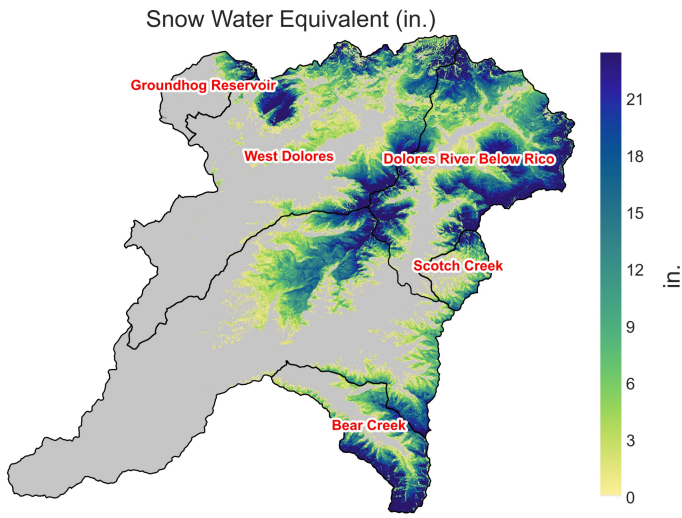 Snow Water Equivalent (in.)
Groundhog Reservoir
West Dolores
Dolores River Below Rico
Scotch Creek
Bear Creek
21
18
15
12
9
6
3
0
in.